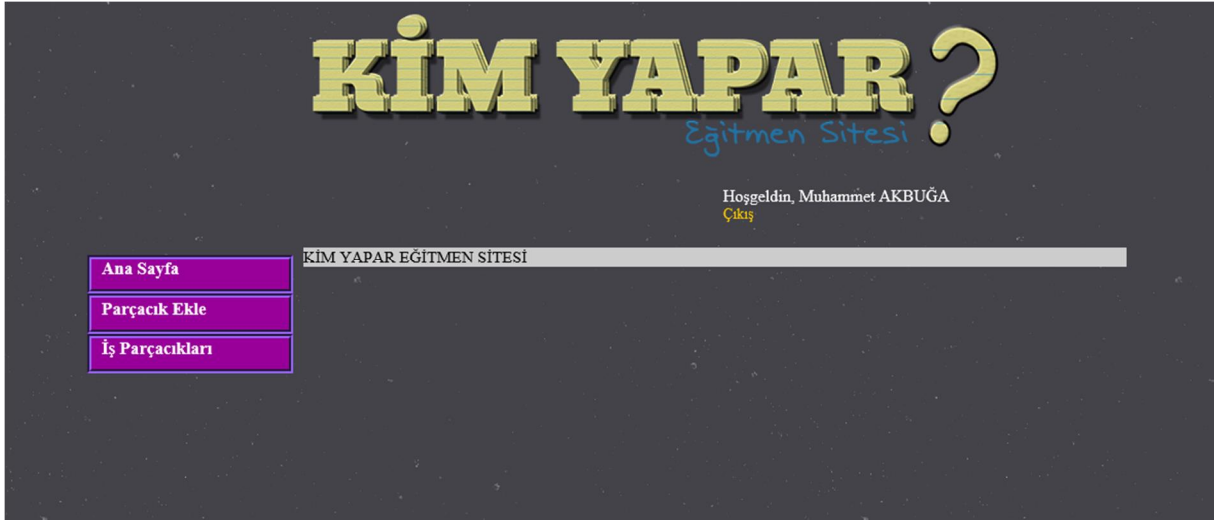 KİM YAPAR?
Eğitmen Sitesi
Hoşgeldin, Muhammet AKBUĞA
Çıkış
KİM YAPAR EĞİTMEN SİTESİ
Ana Sayfa
Parçacık Ekle
İş Parçacıkları